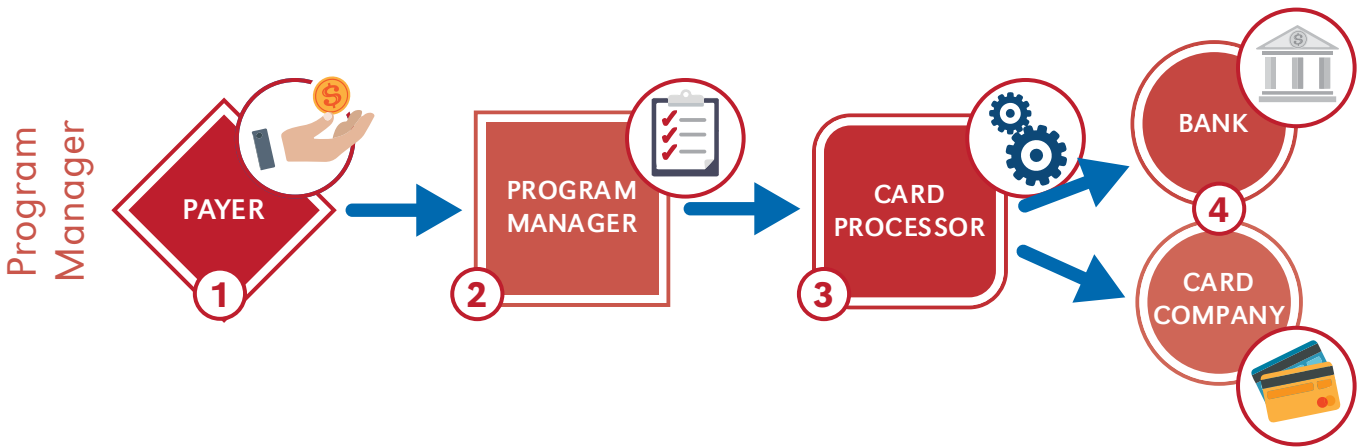 Program
Manager
PAYER
1
PROGRAM
MANAGER
2
CARD
PROCESSOR
3
$
BANK
4
CARD
COMPANY
$